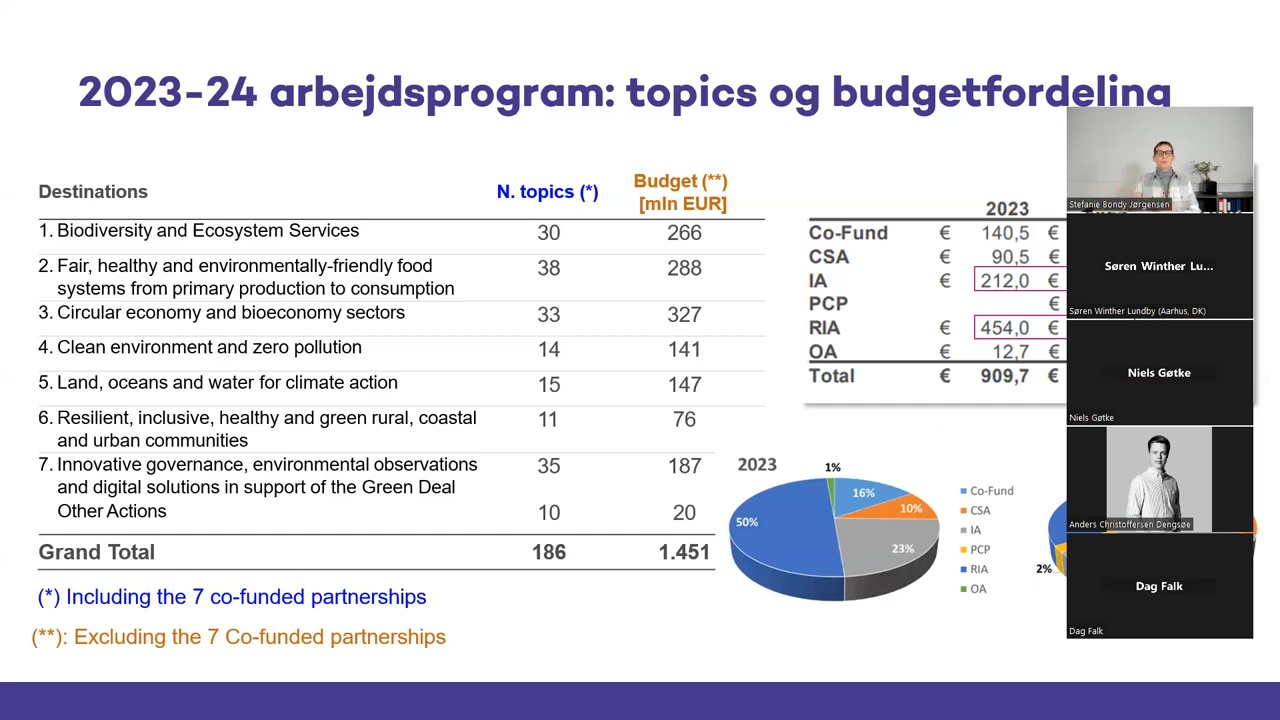 2023-24 arbejdsprogram: topics og budgetfordeling
Destinations N. topics (*) Budget (**) [mln EUR]
1. Biodiversity and Ecosystem Services 30 266
2. Fair, healthy and environmentally-friendly food
systems from primary production to consumption 38 288
3. Circular economy and bioeconomy sectors 33 327
4. Clean environment and zero pollution 14 141
5. Land, oceans and water for climate action 15 147
6. Resilient, inclusive, healthy and green rural, coastal
and urban communities 11 76
7. Innovative governance, environmental observations
and digital solutions in support of the Green Deal 35 187
Other Actions 10 20
Grand Total 186 1.451
(*) Including the 7 co-funded partnerships
(**): Excluding the 7 Co-funded partnerships
2023
Co-Fund € 140,5 €
CSA € 90,5 €
IA € 212,0 €
PCP €
RIA € 454,0 €
OA € 12,7 €
Total € 909,7 €
2023
1%
16%
10%
23%
50%
Co-Fund
CSA
IA
PCP
RIA
OA
2%
Stefanie Bondy Jørgensen
Søren Winther Lu...
Søren Winther Lundby (Aarhus, DK)
Niels Gøtke
Niels Gøtke
Anders Christoffersen Dengsøe
Dag Falk
Dag Falk